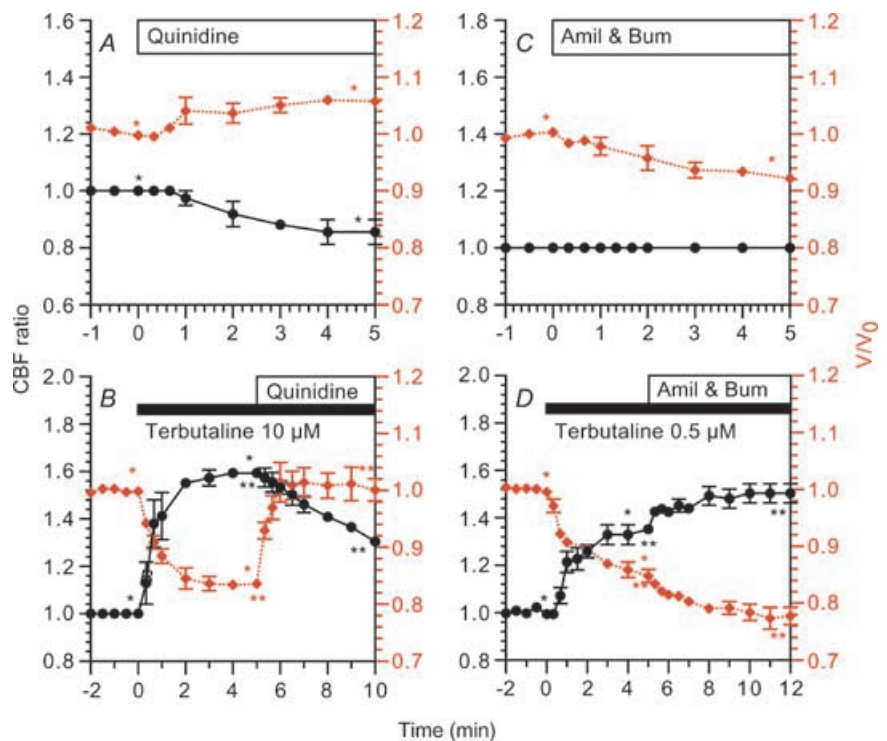 A
Quinidine
1.6
1.4
1.2
1.0
0.8
0.6
1.2
1.1
1.0
0.9
0.8
0.7
-1 0 1 2 3 4 5
C
Amil & Bum
1.8
1.6
1.4
1.2
1.0
0.8
1.2
1.1
1.0
0.9
0.8
0.7
-1 0 1 2 3 4 5
CBF ratio
V/V0
B
Quinidine
Terbutaline 10 µM
2.0
1.8
1.6
1.4
1.2
1.0
0.8
1.2
1.1
1.0
0.9
0.8
0.7
-2 0 2 4 6 8 10
D
Amil & Bum
Terbutaline 0.5 µM
2.0
1.8
1.6
1.4
1.2
1.0
0.8
1.2
1.1
1.0
0.9
0.8
0.7
-2 0 2 4 6 8 10 12
Time (min)